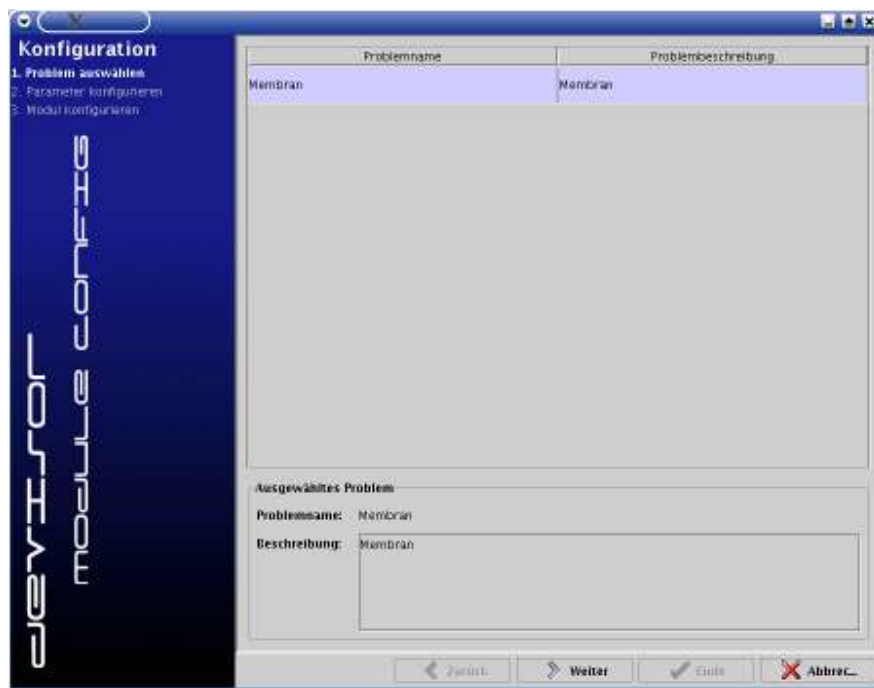 Konfiguration
1. Problem auswählen
2. Parameter konfigurieren
3. Modul konfigurieren
devisor
module config
Problemname Problembeschreibung
Membran Membran
Ausgewähltes Problem
Problemname: Membran
Beschreibung: Membran
Zurück Weiter Ende Abbrec...